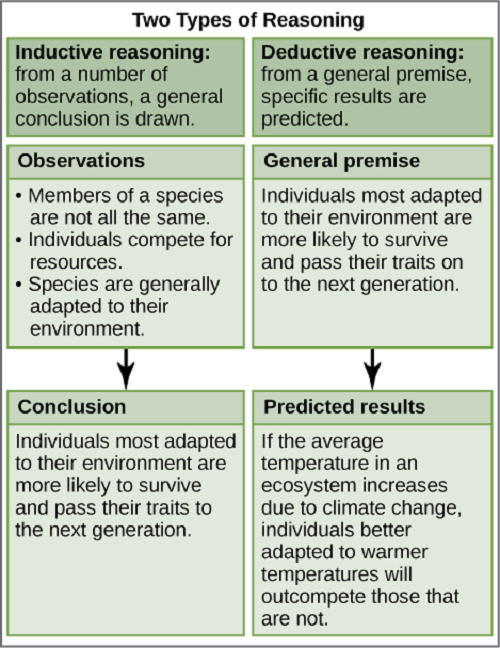 Two Types of Reasoning
Inductive reasoning:
from a number of
observations, a general
conclusion is drawn.
Deductive reasoning:
from a general premise,
specific results are
predicted.
Observations
• Members of a species
are not all the same.
• Individuals compete for
resources.
• Species are generally
adapted to their
environment.
General premise
Individuals most adapted
to their environment are
more likely to survive
and pass their traits on
to the next generation.
Conclusion
Individuals most adapted
to their environment are
more likely to survive
and pass their traits to
the next generation.
Predicted results
If the average
temperature in an
ecosystem increases
due to climate change,
individuals better
adapted to warmer
temperatures will
outcompete those that
are not.